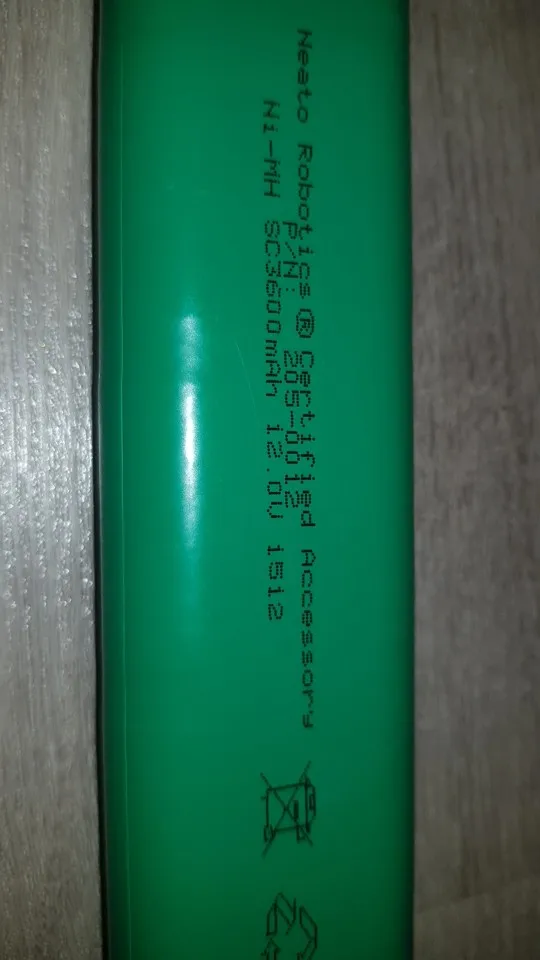 Neato Robotics ® Certified Accessory
P/N: 205-0012
Ni-MH SC3600mAh 12.0V 1512